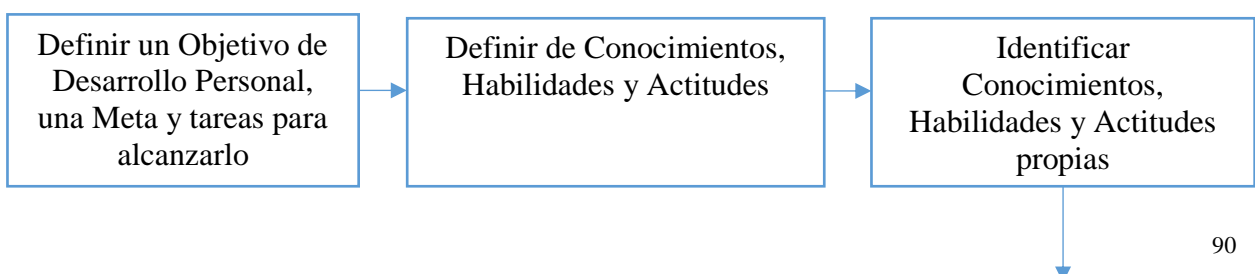 Definir un Objetivo de
Desarrollo Personal,
una Meta y tareas para
alcanzarlo
Definir de Conocimientos,
Habilidades y Actitudes
Identificar
Conocimientos,
Habilidades y Actitudes
propias
90